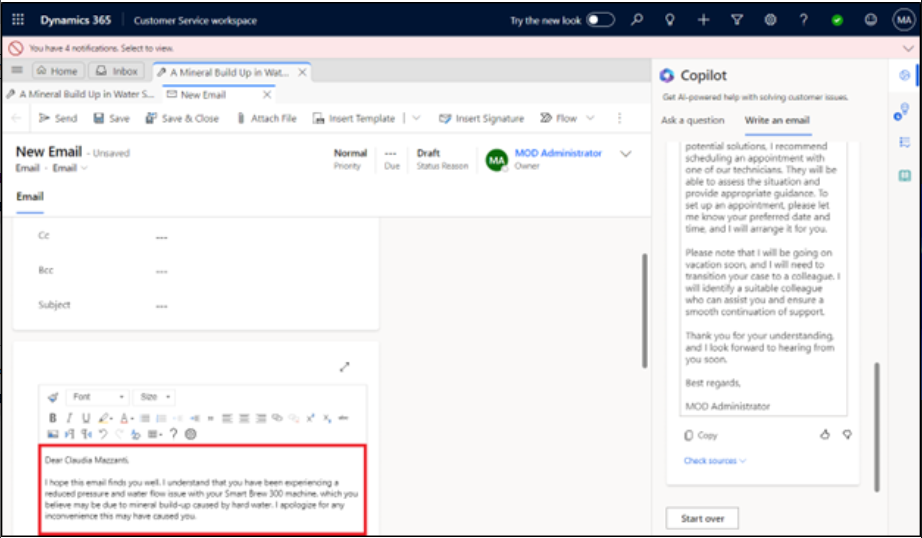 Dynamics 365 Customer Service workspace Try the new look MA
You have 4 notifications. Select to view.
Home Inbox A Mineral Build Up in Wat...
A Mineral Build Up in Water S... New Email
Send Save Save & Close Attach File Insert Template Insert Signature Flow
New Email - Unsaved
Email · Email
Normal
Priority
---
Due
Draft
Status Reason
MA
MOD Administrator
Owner
Email
Cc ---
Bcc ---
Subject ---
Font Size
B I U
Dear Claudia Mazzanti,
I hope this email finds you well. I understand that you have been experiencing a
reduced pressure and water flow issue with your Smart Brew 300 machine, which you
believe may be due to mineral build-up caused by hard water. I apologize for any
inconvenience this may have caused you.
Copilot
Get AI-powered help with solving customer issues.
Ask a question Write an email
potential solutions, I recommend
scheduling an appointment with
one of our technicians. They will be
able to assess the situation and
provide appropriate guidance. To
set up an appointment, please let
me know your preferred date and
time, and I will arrange it for you.
Please note that I will be going on
vacation soon, and I will need to
transition your case to a colleague. I
will identify a suitable colleague
who can assist you and ensure a
smooth continuation of support.
Thank you for your understanding,
and I look forward to hearing from
you soon.
Best regards,
MOD Administrator
Copy
Check sources
Start over